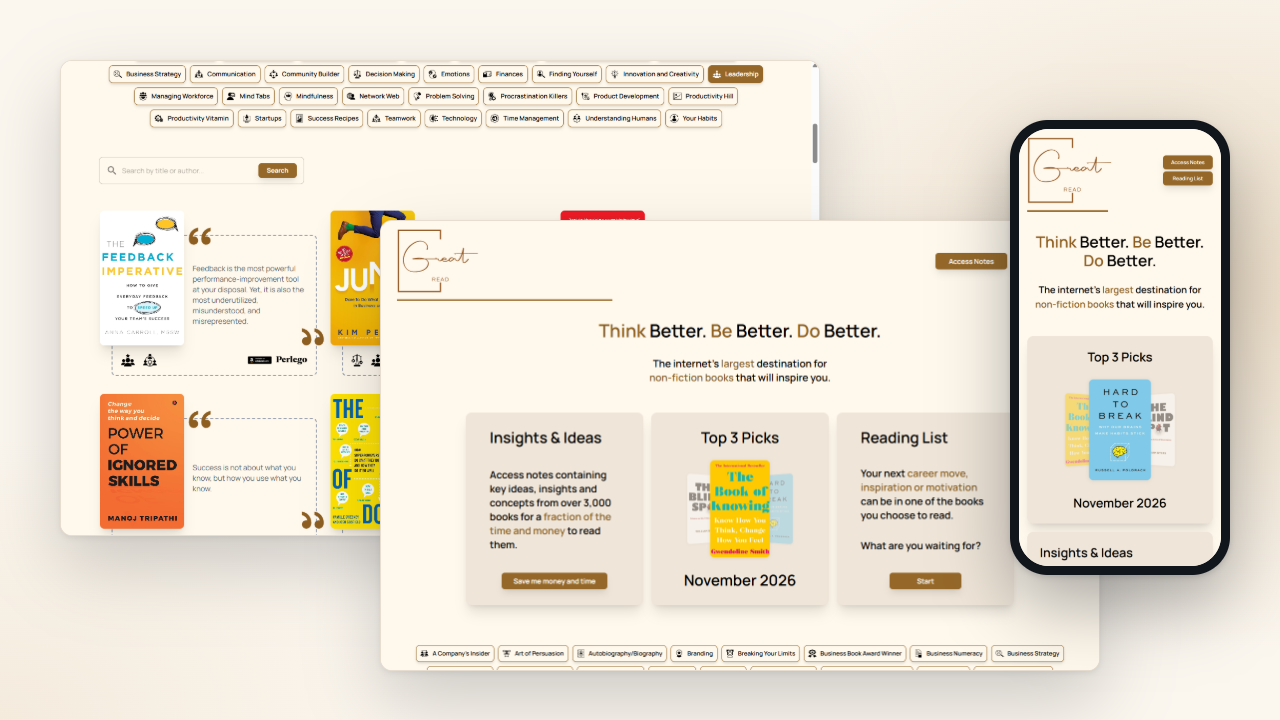 Business Strategy
Communication
Community Builder
Decision Making
Emotions
Finances
Finding Yourself
Innovation and Creativity
Leadership
Managing Workforce
Mind Tabs
Mindfulness
Network Web
Problem Solving
Procrastination Killers
Product Development
Productivity Hill
Productivity Vitamin
Startups
Success Recipes
Teamwork
Technology
Time Management
Understanding Humans
Your Habits
Search by title or author...
Search
THE
FEEDBACK
IMPERATIVE
HOW TO GIVE
EVERYDAY FEEDBACK
TO SPEED UP
YOUR TEAM'S SUCCESS
ANNA CARROLL, MSSW
Feedback is the most powerful
performance-improvement tool
at your disposal. Yet, it is also the
most underutilized,
misunderstood, and
misrepresented.
Perlego
KIM PE
Change
the way you
think and decide
POWER
OF
IGNORED
SKILLS
MANOJ TRIPATHI
Success is not about what you
know, but how you use what you
know.
THE
OF
DO
Great
READ
Access Notes
Think Better. Be Better. Do Better.
The internet's largest destination for
non-fiction books that will inspire you.
Insights & Ideas
Access notes containing
key ideas, insights and
concepts from over 3,000
books for a fraction of the
time and money to read
them.
Save me money and time
Top 3 Picks
The
Book of
Knowing
Know How You
Think, Change
How You Feel
Gwendoline Smith
November 2026
Reading List
Your next career move,
inspiration or motivation
can be in one of the books
you choose to read.
What are you waiting for?
Start
A Company's Insider
Art of Persuasion
Autobiography/Biography
Branding
Breaking Your Limits
Business Book Award Winner
Business Numeracy
Business Strategy
Great
READ
Access Notes
Reading List
Think Better. Be Better.
Do Better.
The internet's largest destination for
non-fiction books that will inspire you.
Top 3 Picks
HARD
TO
BREAK
WHY OUR BRAINS
MAKE HABITS STICK
RUSSELL A. POLDRACK
November 2026
Insights & Ideas